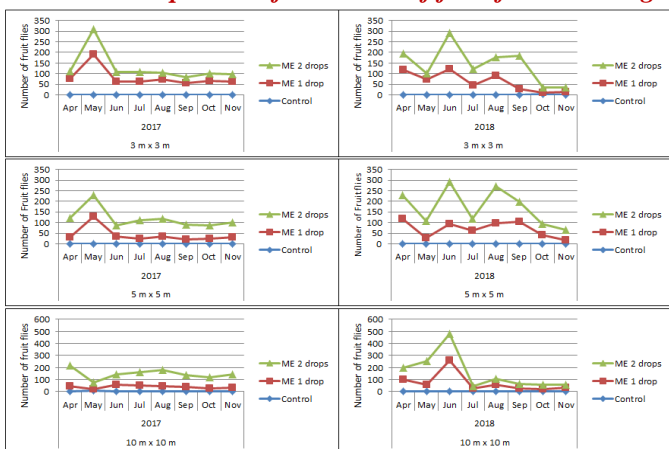 Number of fruit flies
350
300
250
200
150
100
50
0
Apr May Jun Jul Aug Sep Oct Nov
2017
3 m x 3 m
ME 2 drops
ME 1 drop
Control
Number of fruit flies
350
300
250
200
150
100
50
0
Apr May Jun Jul Aug Sep Oct Nov
2018
3 m x 3 m
ME 2 drops
ME 1 drop
Control
Number of Fruit flies
350
300
250
200
150
100
50
0
Apr May Jun Jul Aug Sep Oct Nov
2017
5 m x 5 m
ME 2 drops
ME 1 drop
Control
Number of Fruitflies
350
300
250
200
150
100
50
0
Apr May Jun Jul Aug Sep Oct Nov
2018
5 m x 5 m
ME 2 drops
ME 1 drop
Control
Number of fruit flies
600
500
400
300
200
100
0
Apr May Jun Jul Aug Sep Oct Nov
2017
10 m x 10 m
ME 2 drops
ME 1 drop
Control
Number of fruit flies
600
500
400
300
200
100
0
Apr May Jun Jul Aug Sep Oct Nov
2018
10 m x 10 m
ME 2 drops
ME 1 drop
Control